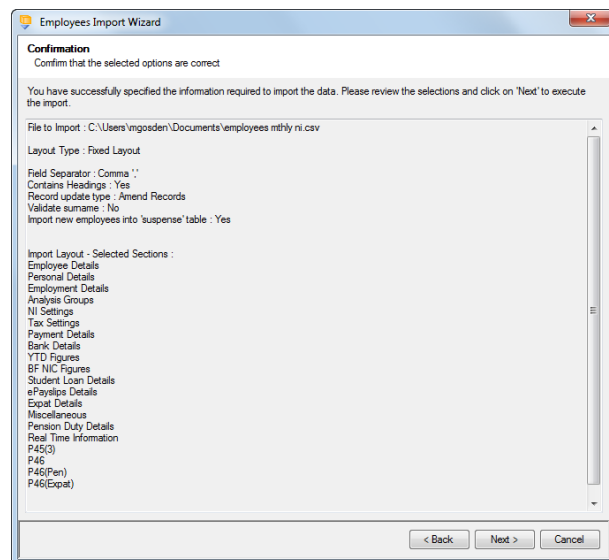 Employees Import Wizard
Confirmation
Comfirm that the selected options are correct
You have successfully specified the information required to import the data. Please review the selections and click on 'Next' to execute
the import.
File to Import : C:\Users\mgosden\Documents\employees mthly ni.csv
Layout Type : Fixed Layout
Field Separator : Comma ','
Contains Headings : Yes
Record update type : Amend Records
Validate surname : No
Import new employees into 'suspense' table : Yes
Import Layout - Selected Sections :
Employee Details
Personal Details
Employment Details
Analysis Groups
NI Settings
Tax Settings
Payment Details
Bank Details
YTD Figures
BF NIC Figures
Student Loan Details
ePayslips Details
Expat Details
Miscellaneous
Pension Duty Details
Real Time Information
P45(3)
P46
P46(Pen)
P46(Expat)
< Back
Next >
Cancel